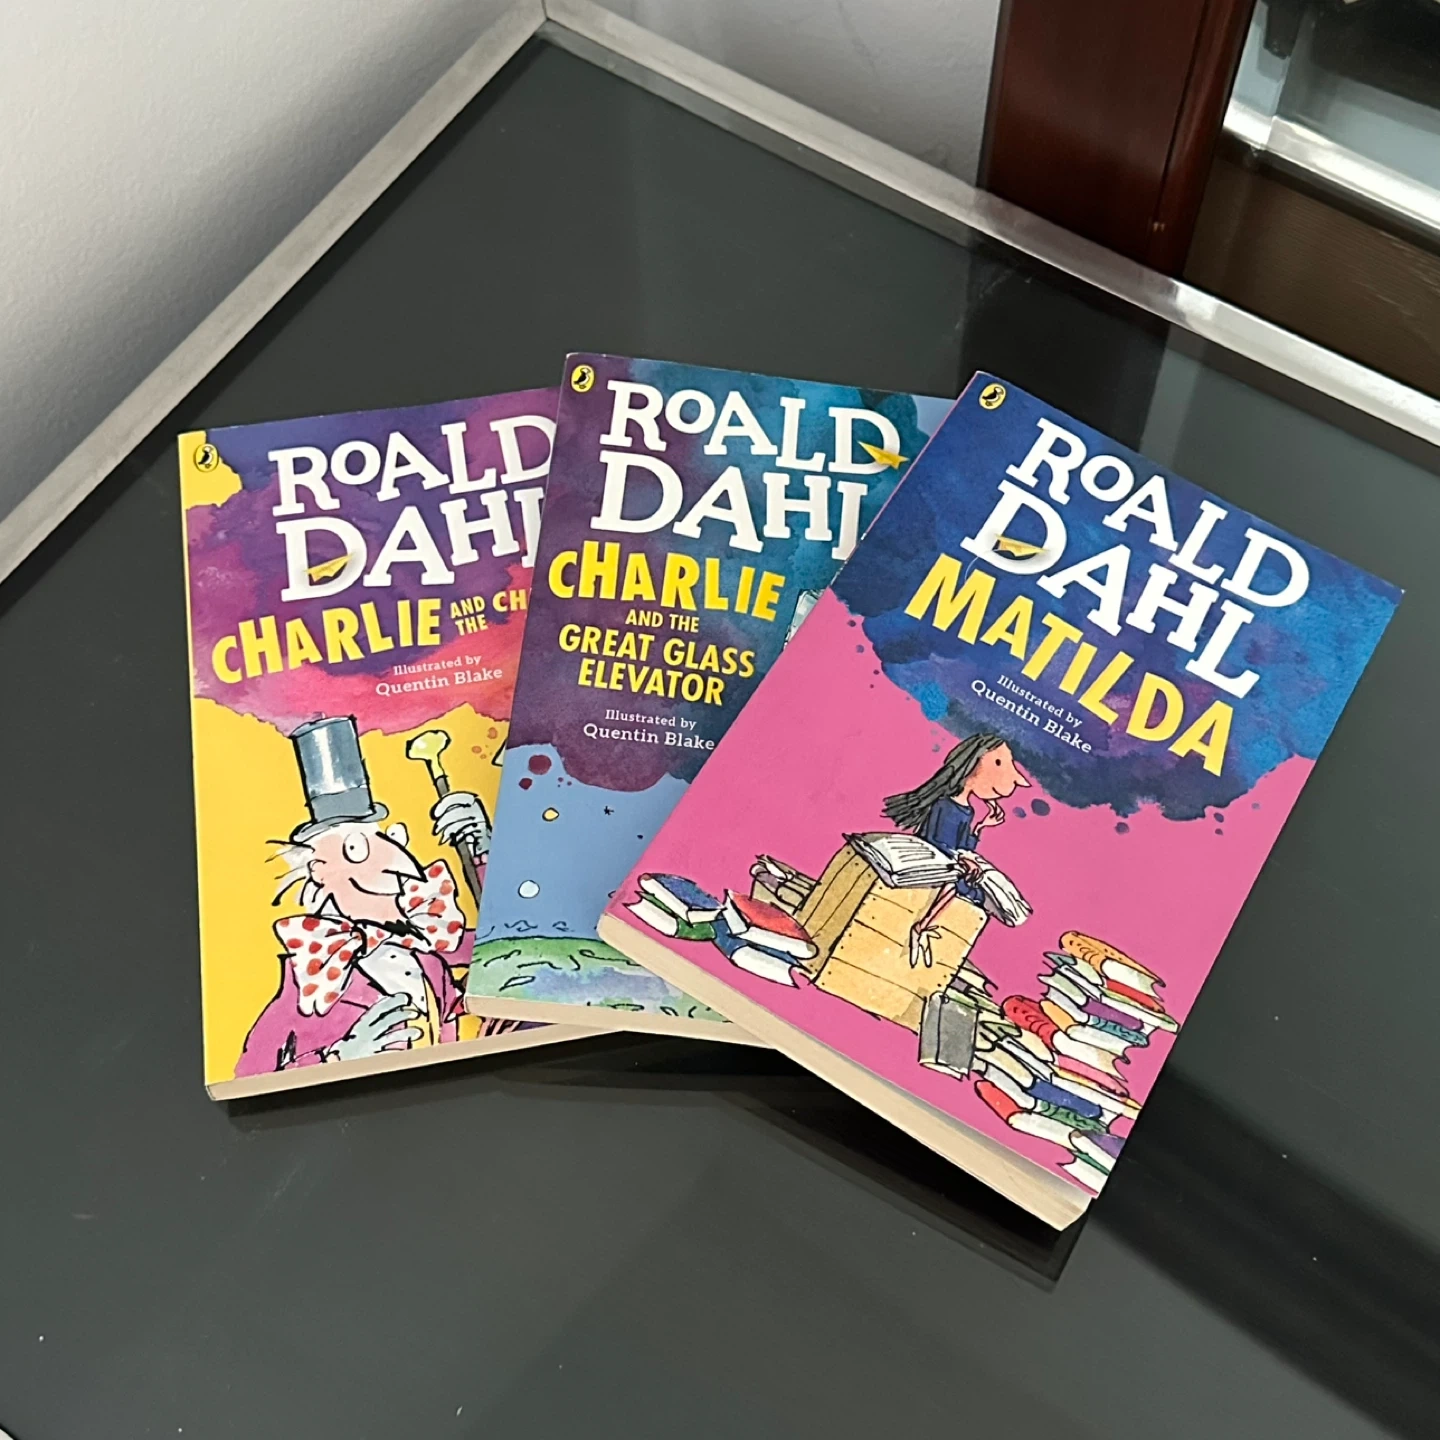 ROALD
DAHL
CHARLIE AND THE CH
Illustrated by
Quentin Blake
ROALD
DAHL
CHARLIE
AND THE
GREAT GLASS
ELEVATOR
Illustrated by
Quentin Blake
ROALD
DAHL
MATILDA
Illustrated by
Quentin Blake